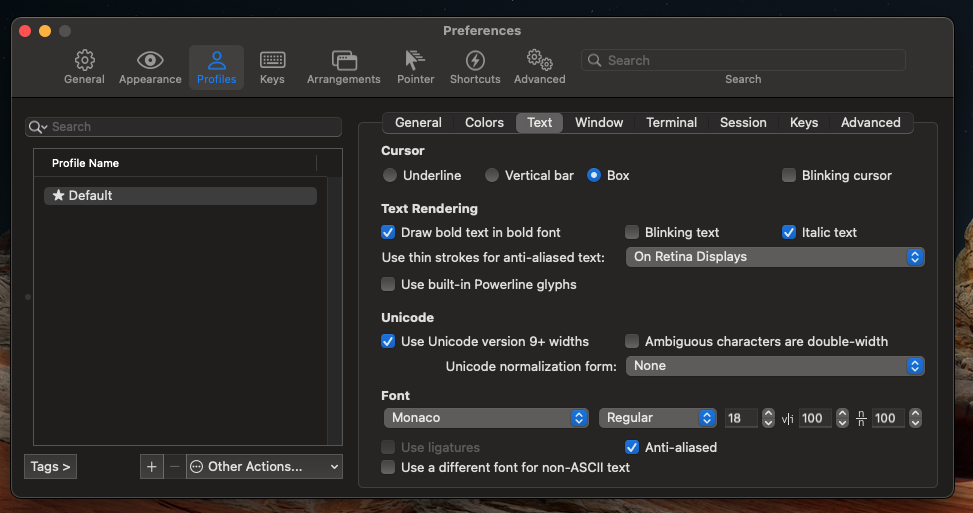 Preferences
General Appearance Profiles Keys Arrangements Pointer Shortcuts Advanced Search
Search
Search
Profile Name
★ Default
Tags >
+ − Other Actions...
General Colors Text Window Terminal Session Keys Advanced
Cursor
Underline Vertical bar Box Blinking cursor
Text Rendering
Draw bold text in bold font Blinking text Italic text
Use thin strokes for anti-aliased text: On Retina Displays
Use built-in Powerline glyphs
Unicode
Use Unicode version 9+ widths Ambiguous characters are double-width
Unicode normalization form: None
Font
Monaco Regular 18 v|i 100 n/n 100
Use ligatures Anti-aliased
Use a different font for non-ASCII text